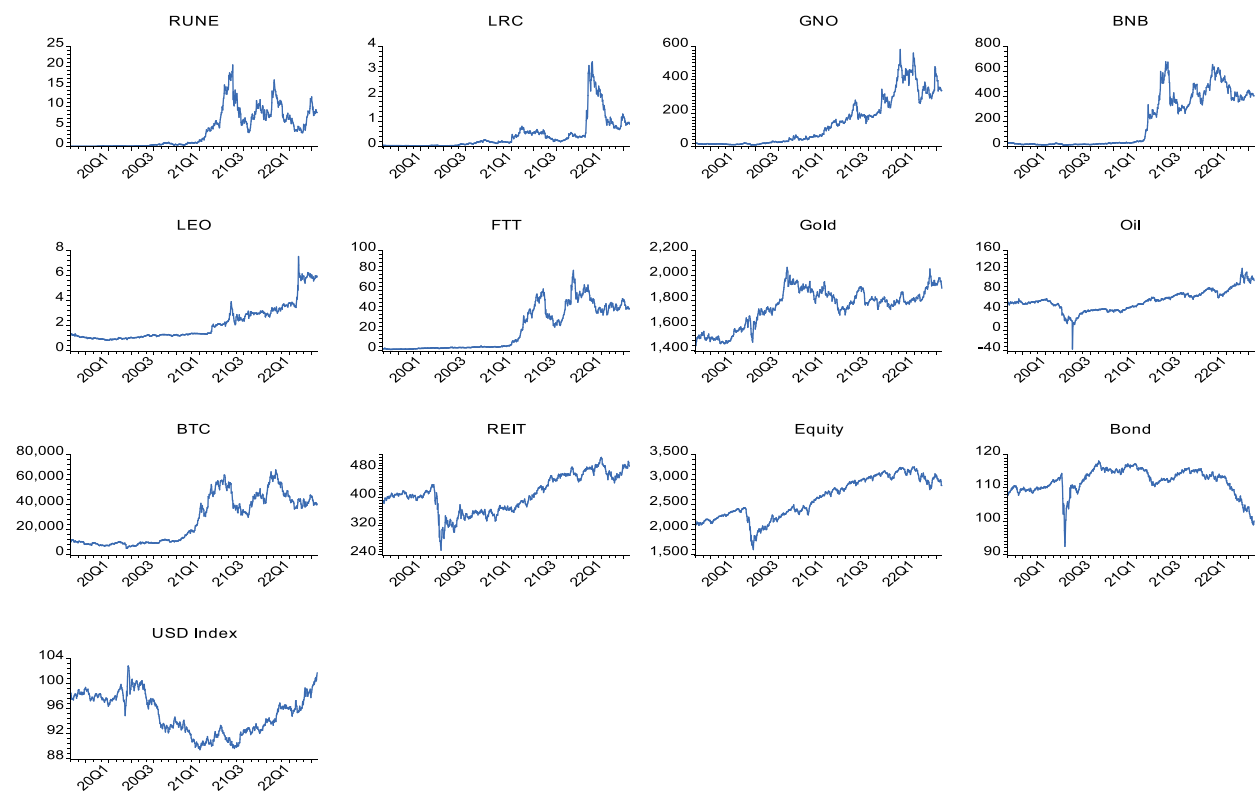 RUNE
25
20
15
10
5
0
20Q1 20Q3 21Q1 21Q3 22Q1
LRC
4
3
2
1
0
20Q1 20Q3 21Q1 21Q3 22Q1
GNO
600
400
200
0
20Q1 20Q3 21Q1 21Q3 22Q1
BNB
800
600
400
200
0
20Q1 20Q3 21Q1 21Q3 22Q1
LEO
8
6
4
2
0
20Q1 20Q3 21Q1 21Q3 22Q1
FTT
100
80
60
40
20
0
20Q1 20Q3 21Q1 21Q3 22Q1
Gold
2,200
2,000
1,800
1,600
1,400
20Q1 20Q3 21Q1 21Q3 22Q1
Oil
160
120
80
40
0
-40
20Q1 20Q3 21Q1 21Q3 22Q1
BTC
80,000
60,000
40,000
20,000
0
20Q1 20Q3 21Q1 21Q3 22Q1
REIT
480
400
320
240
20Q1 20Q3 21Q1 21Q3 22Q1
Equity
3,500
3,000
2,500
2,000
1,500
20Q1 20Q3 21Q1 21Q3 22Q1
Bond
120
110
100
90
20Q1 20Q3 21Q1 21Q3 22Q1
USD Index
104
100
96
92
88
20Q1 20Q3 21Q1 21Q3 22Q1